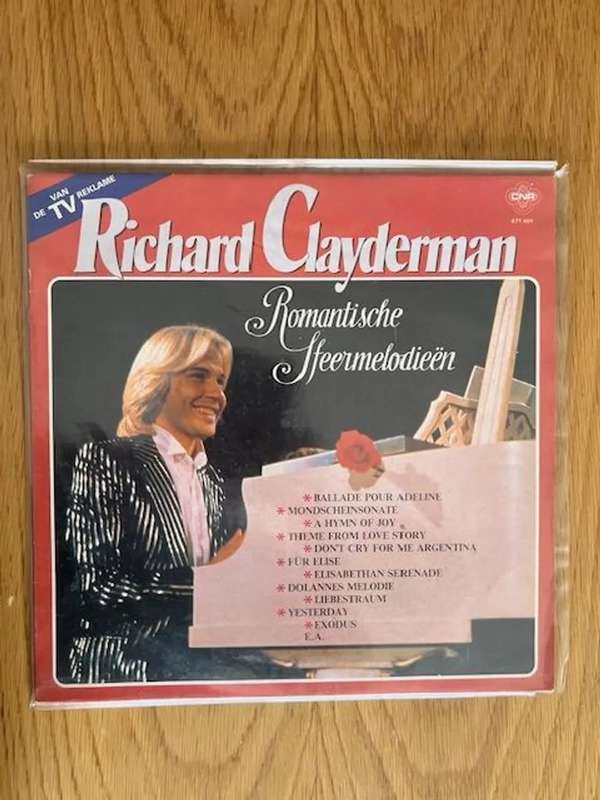 VAN
DE TV REKLAME
CNR
Richard Clayderman
Romantische
Sfeermelodieën
* BALLADE POUR ADELINE
* MONDSCHEINSONATE
* A HYMN OF JOY
* THEME FROM LOVE STORY
* DON'T CRY FOR ME ARGENTINA
* FÜR ELISE
* ELISABETHAN SERENADE
* DOLANNES MELODIE
* LIEBESTRAUM
* YESTERDAY
* EXODUS
E.A.